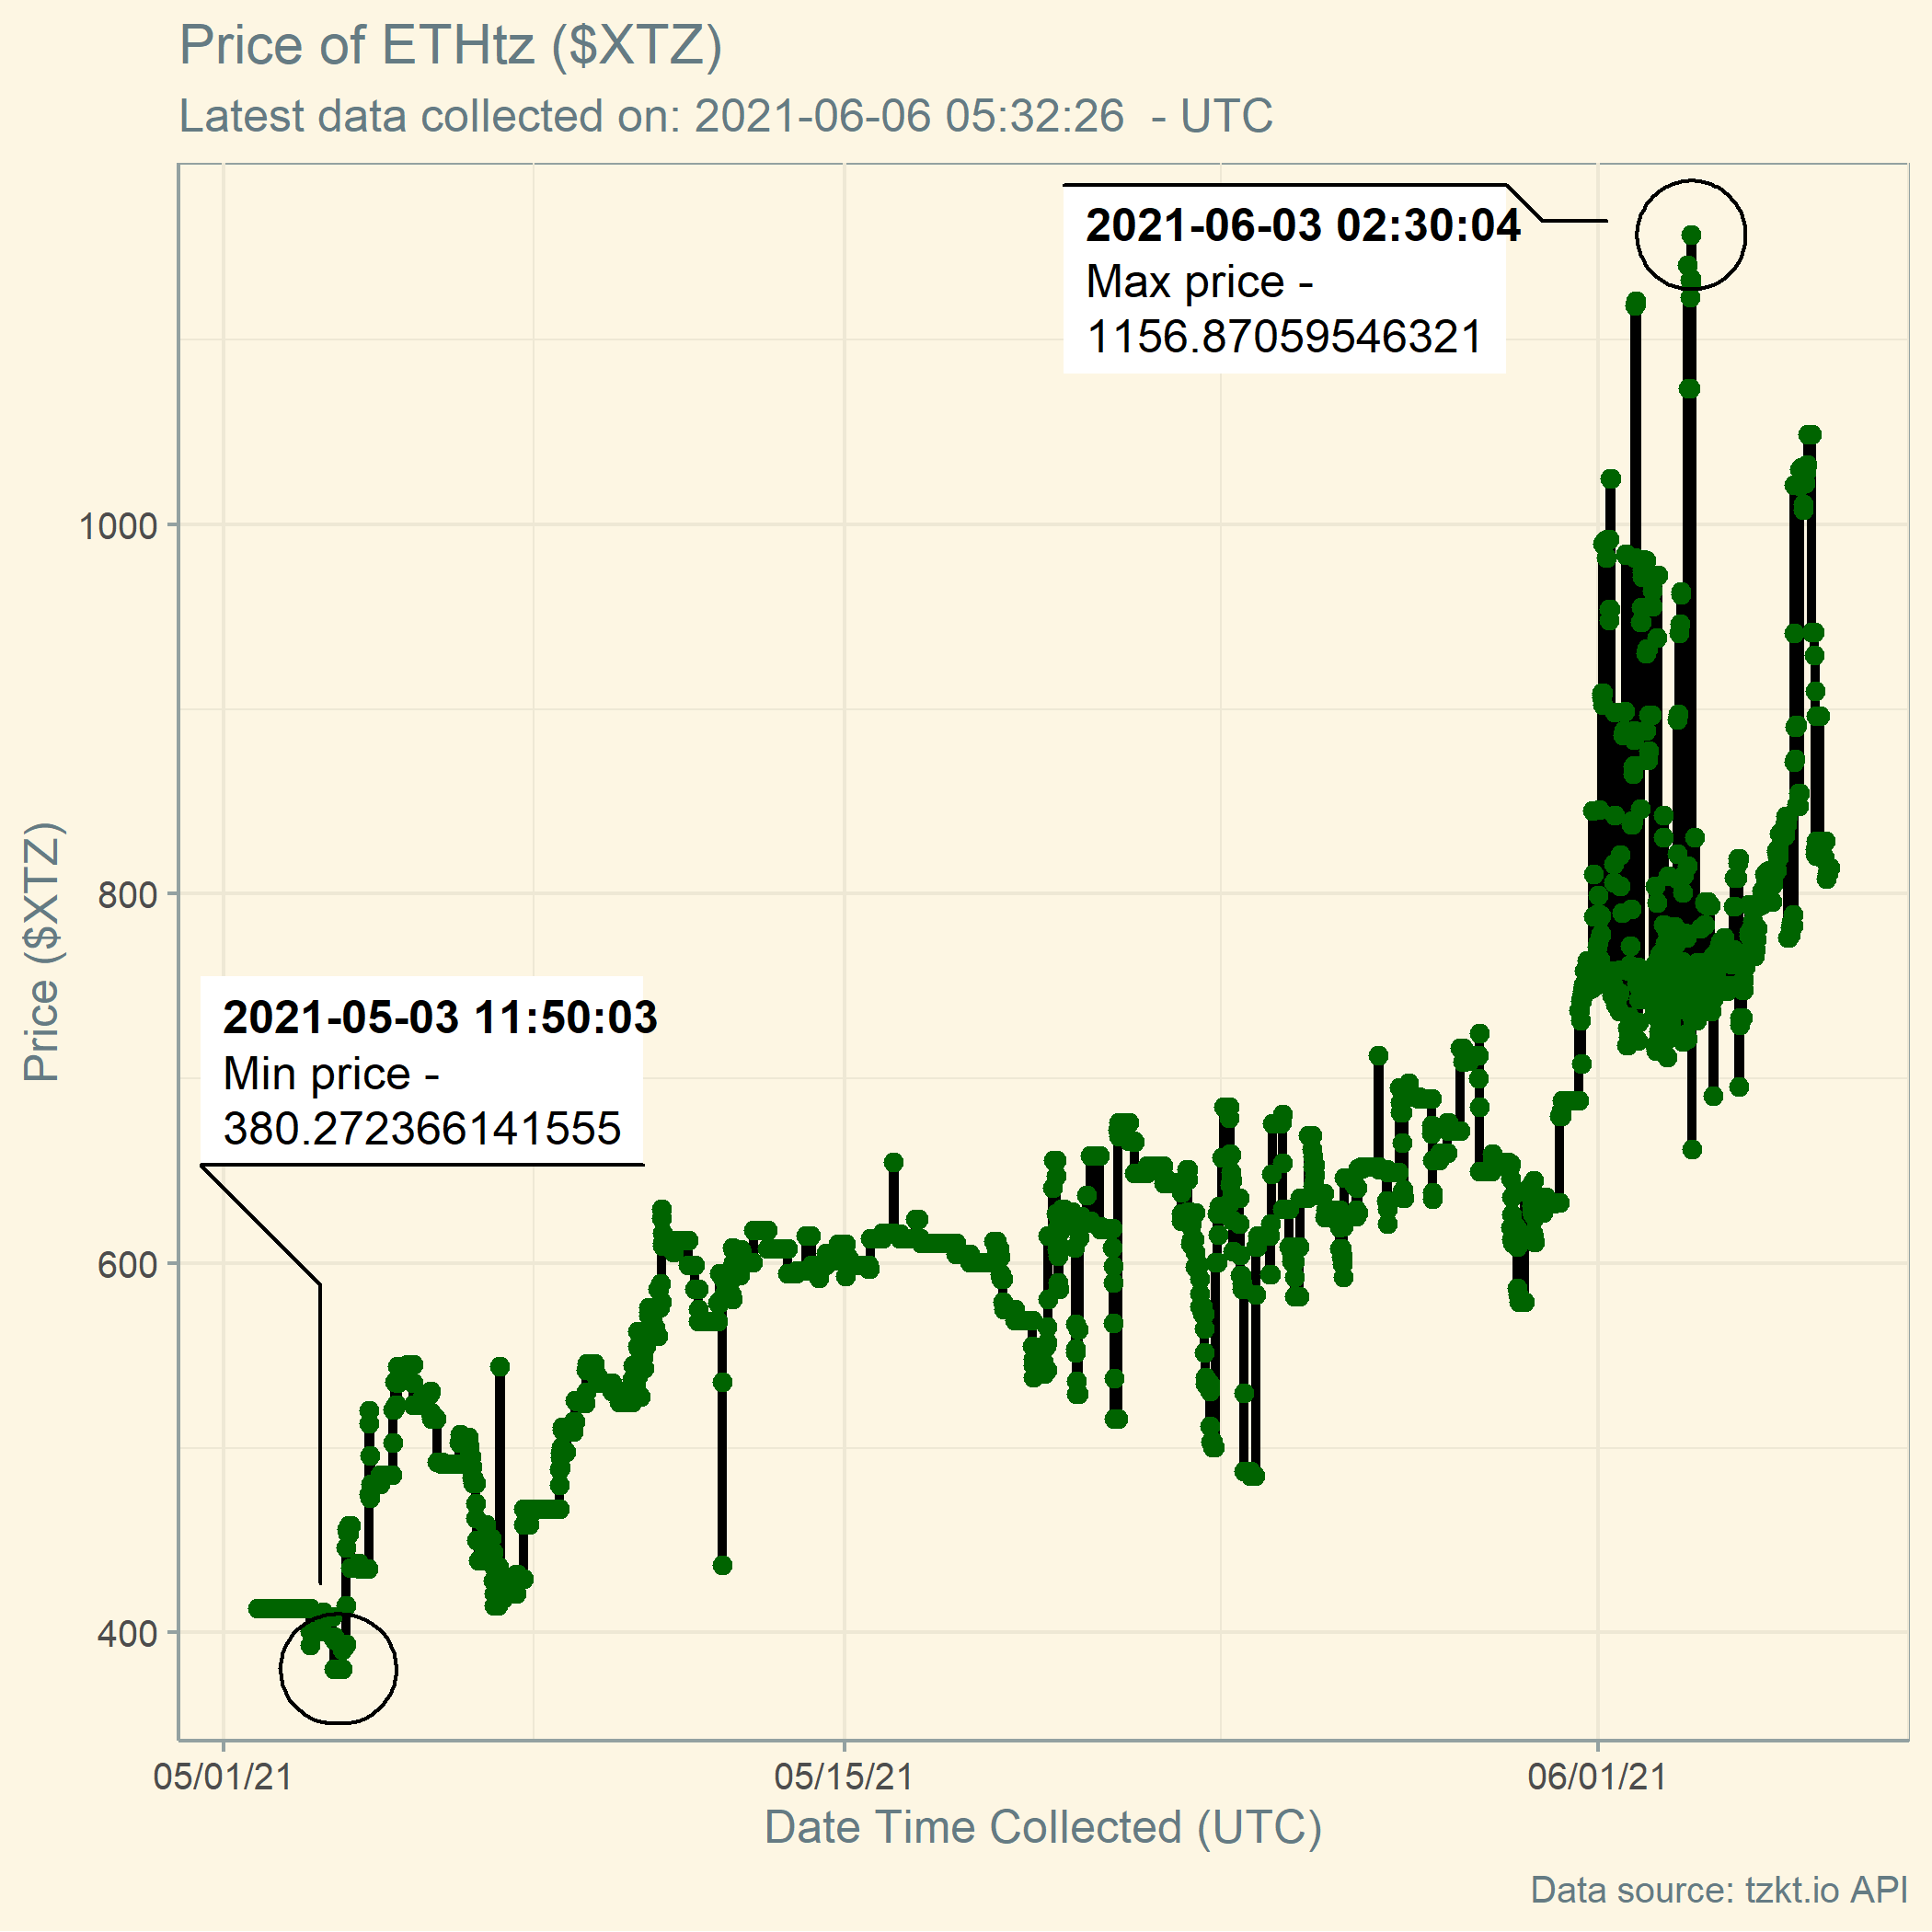 Price of ETHtz ($XTZ)
Latest data collected on: 2021-06-06 05:32:26  - UTC
2021-06-03 02:30:04
Max price -
1156.87059546321
1000
800
600
400
Price ($XTZ)
2021-05-03 11:50:03
Min price -
380.272366141555
05/01/21
05/15/21
06/01/21
Date Time Collected (UTC)
Data source: tzkt.io API